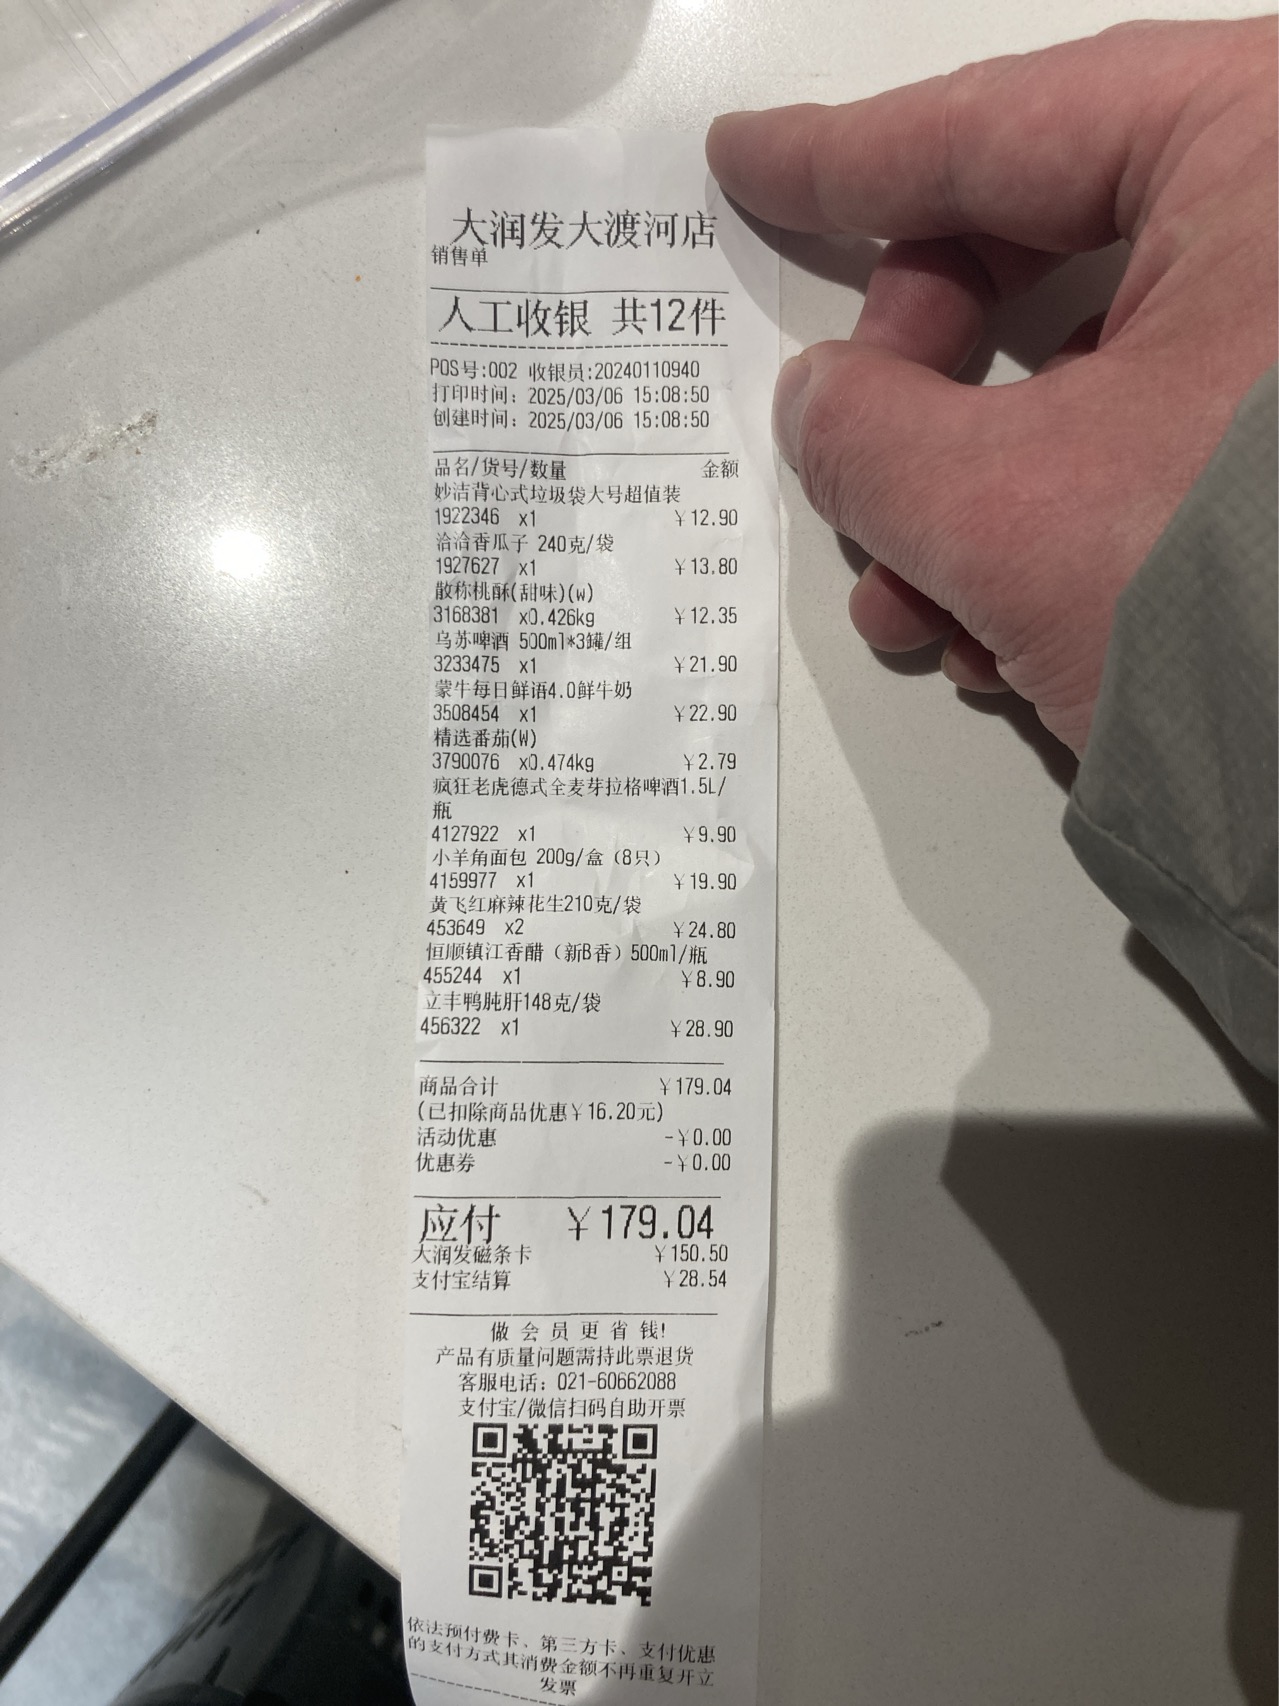 大润发大渡河店
销售单
人工收银 共12件
POS号:002 收银员:20240110940
打印时间: 2025/03/06 15:08:50
创建时间: 2025/03/06 15:08:50
品名/货号/数量 金额
妙洁背心式垃圾袋大号超值装
1922346 x1 ￥12.90
洽洽香瓜子 240克/袋
1927627 x1 ￥13.80
散称桃酥(甜味)(w)
3168381 x0.426kg ￥12.35
乌苏啤酒 500ml*3罐/组
3233475 x1 ￥21.90
蒙牛每日鲜语4.0鲜牛奶
3508454 x1 ￥22.90
精选番茄(W)
3790076 x0.474kg ￥2.79
疯狂老虎德式全麦芽拉格啤酒1.5L/
瓶
4127922 x1 ￥9.90
小羊角面包 200g/盒（8只）
4159977 x1 ￥19.90
黄飞红麻辣花生210克/袋
453649 x2 ￥24.80
恒顺镇江香醋（新B香）500ml/瓶
455244 x1 ￥8.90
立丰鸭肫肝148克/袋
456322 x1 ￥28.90
商品合计 ￥179.04
(已扣除商品优惠￥16.20元)
活动优惠 -￥0.00
优惠券 -￥0.00
应付 ￥179.04
大润发磁条卡 ￥150.50
支付宝结算 ￥28.54
做会员更省钱!
产品有质量问题需持此票退货
客服电话: 021-60662088
支付宝/微信扫码自助开票
依法预付费卡、第三方卡、支付优惠
的支付方式其消费金额不再重复开立
发票